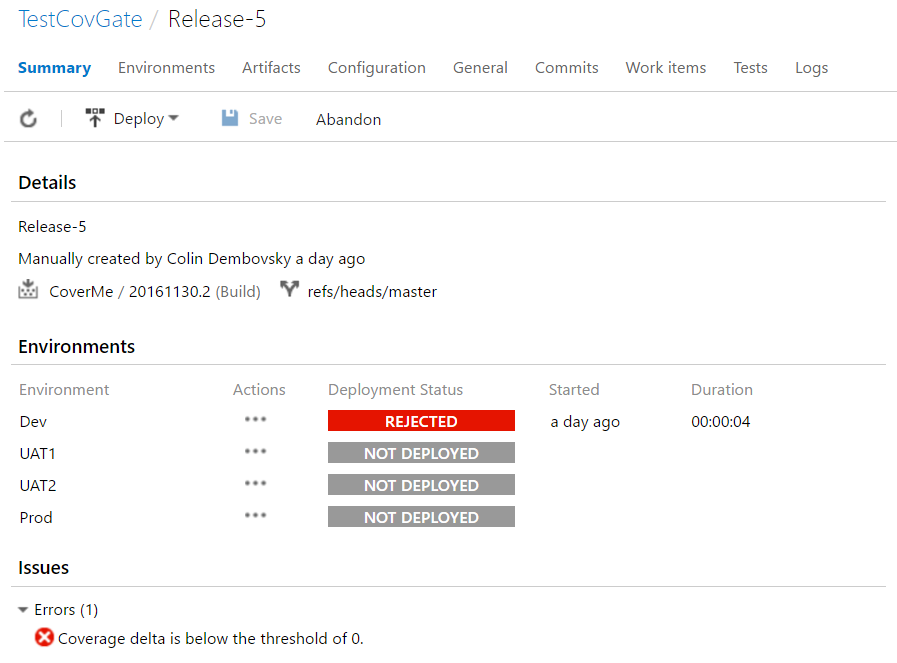 TestCovGate / Release-5
Summary Environments Artifacts Configuration General Commits Work items Tests Logs
Deploy Save Abandon
Details
Release-5
Manually created by Colin Dembovsky a day ago
CoverMe / 20161130.2 (Build) refs/heads/master
Environments
Environment Actions Deployment Status Started Duration
Dev ••• REJECTED a day ago 00:00:04
UAT1 ••• NOT DEPLOYED
UAT2 ••• NOT DEPLOYED
Prod ••• NOT DEPLOYED
Issues
Errors (1)
Coverage delta is below the threshold of 0.